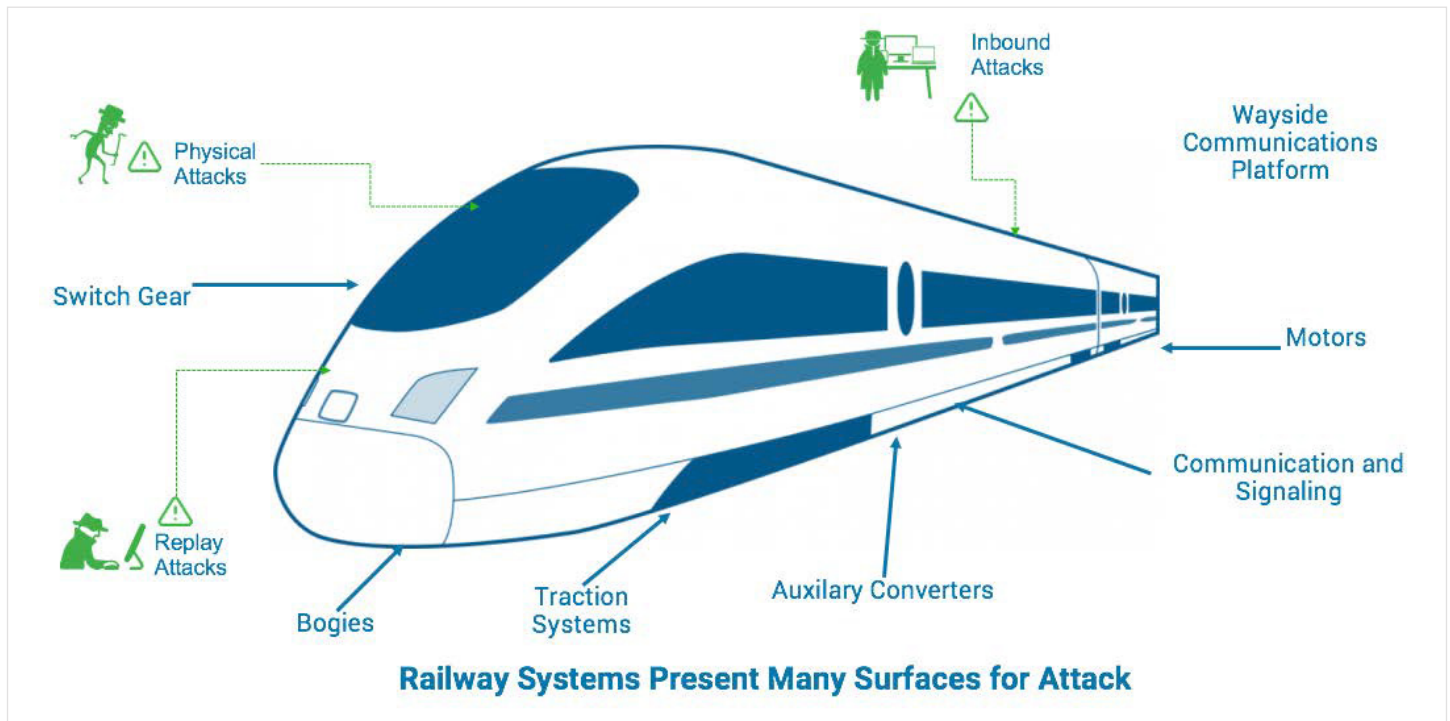 Inbound
Attacks
Wayside
Communications
Platform
Physical
Attacks
Switch Gear
Motors
Communication and
Signaling
Replay
Attacks
Auxilary Converters
Traction
Systems
Bogies
Railway Systems Present Many Surfaces for Attack